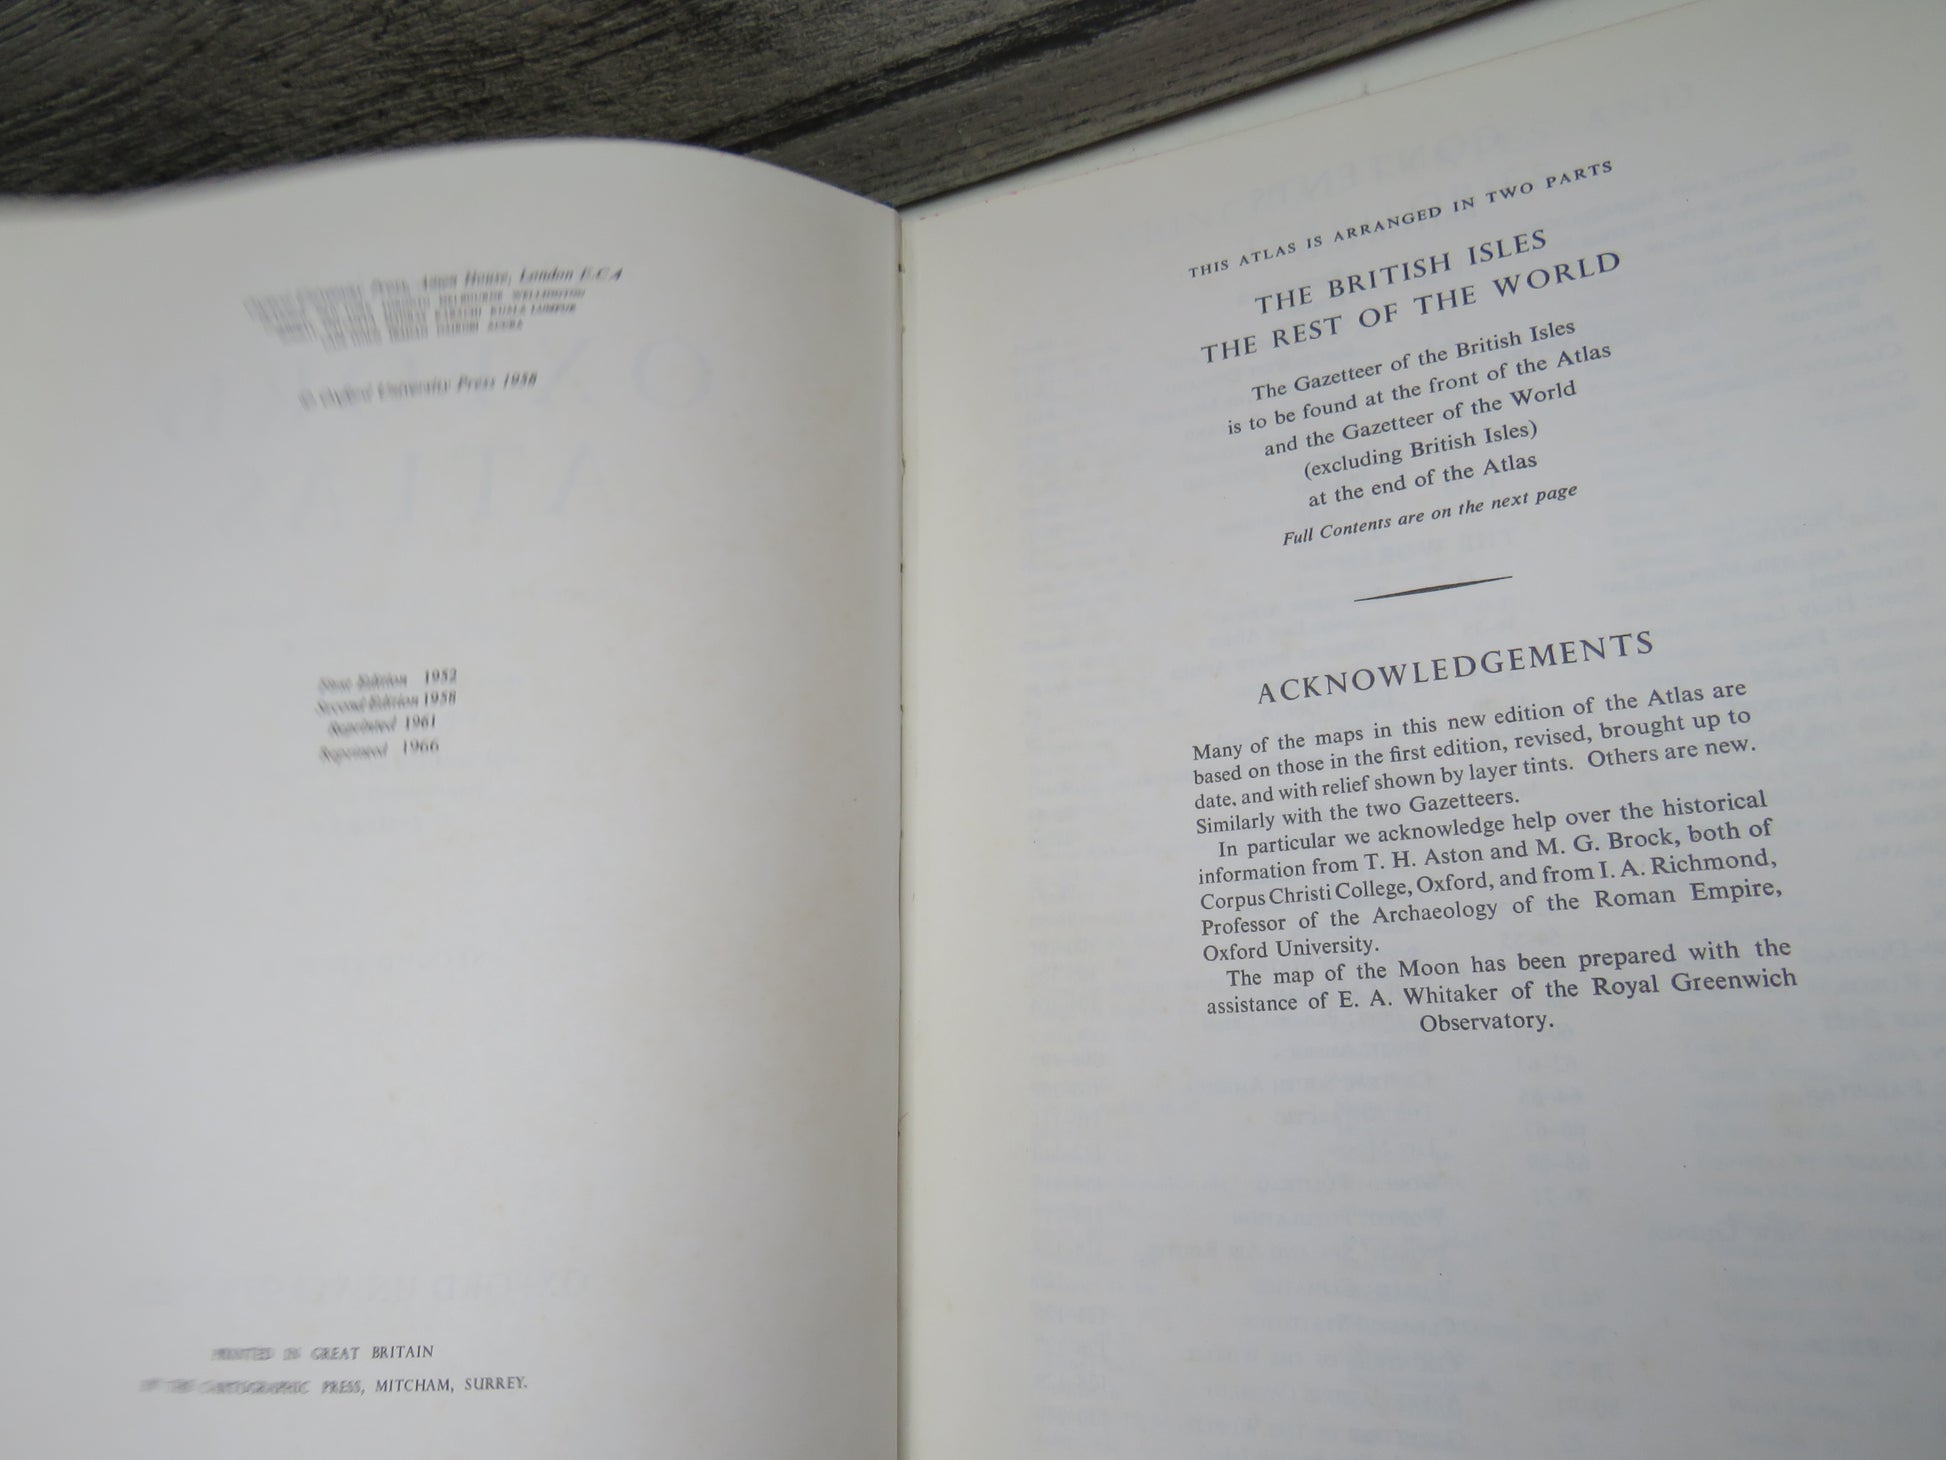 Press, Amen House, London E.C.4
MELBOURNE WELLINGTON
KARACHI KUALA LUMPUR
NAIROBI ACCRA
© Oxford University Press 1958
First Edition 1952
Second Edition 1958
Reprinted 1961
Reprinted 1966
PRINTED IN GREAT BRITAIN
PRESS, MITCHAM, SURREY.
THIS ATLAS IS ARRANGED IN TWO PARTS
THE BRITISH ISLES
THE REST OF THE WORLD
The Gazetteer of the British Isles
is to be found at the front of the Atlas
and the Gazetteer of the World
(excluding British Isles)
at the end of the Atlas
Full Contents are on the next page
ACKNOWLEDGEMENTS
Many of the maps in this new edition of the Atlas are
based on those in the first edition, revised, brought up to
date, and with relief shown by layer tints. Others are new.
Similarly with the two Gazetteers.
In particular we acknowledge help over the historical
information from T. H. Aston and M. G. Brock, both of
Corpus Christi College, Oxford, and from I. A. Richmond,
Professor of the Archaeology of the Roman Empire,
Oxford University.
The map of the Moon has been prepared with the
assistance of E. A. Whitaker of the Royal Greenwich
Observatory.